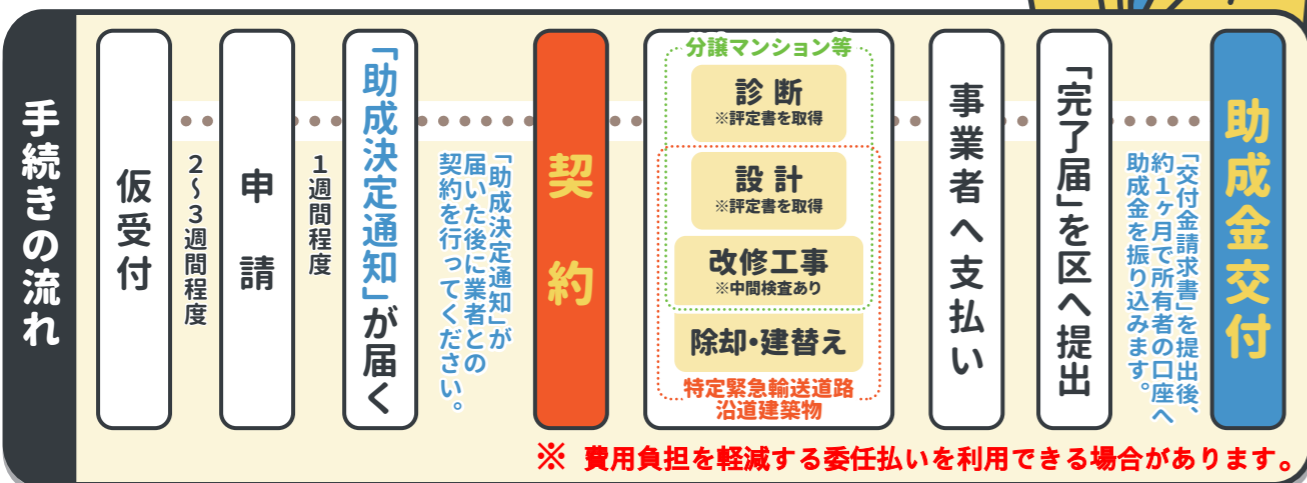 手続きの流れ
仮受付
2～3週間程度
申請
1週間程度
「助成決定通知」が届く
「助成決定通知」が
届いた後に業者との
契約を行ってください。
契約
分譲マンション等
診断
※評定書を取得
設計
※評定書を取得
改修工事
※中間検査あり
除却・建替え
特定緊急輸送道路
沿道建築物
事業者へ支払い
「完了届」を区へ提出
「交付金請求書」を提出後、
約1ヶ月で所有者の口座へ
助成金を振り込みます。
助成金交付
※ 費用負担を軽減する委任払いを利用できる場合があります。